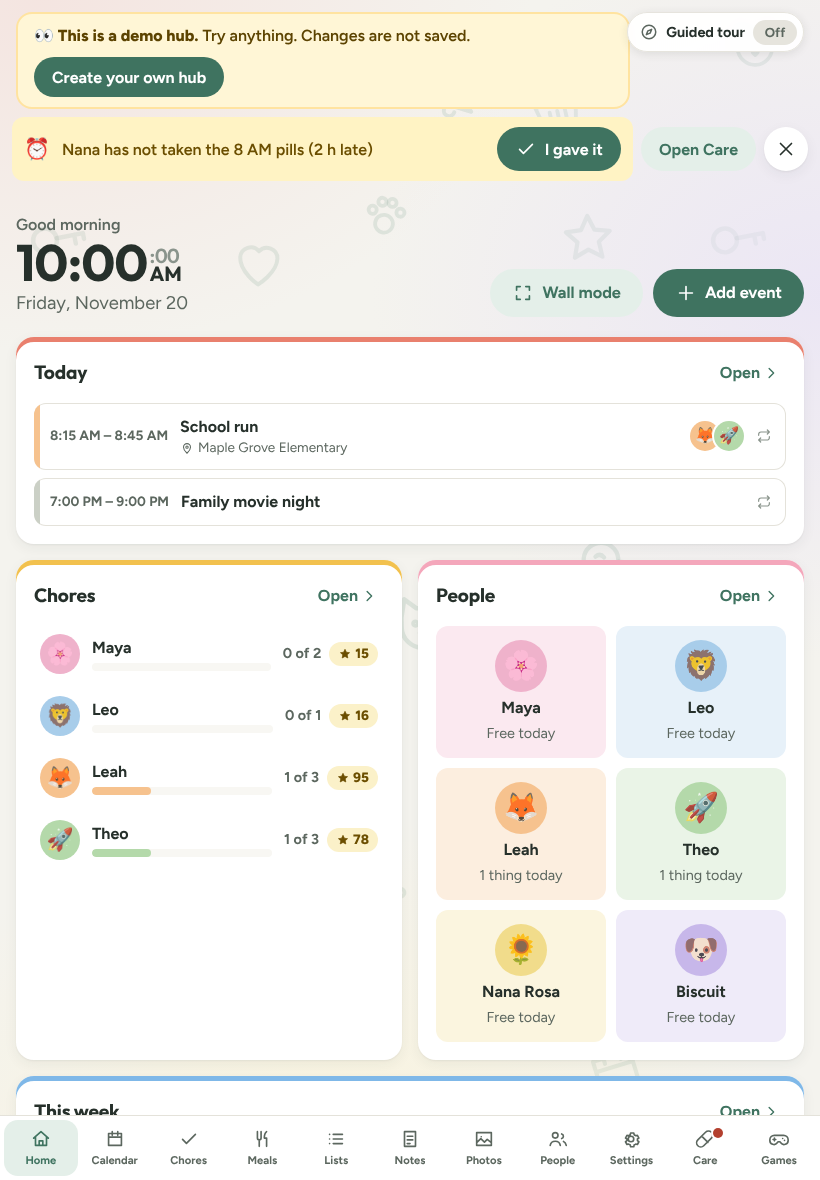 👀 This is a demo hub. Try anything. Changes are not saved.
Create your own hub
Guided tour Off
Nana has not taken the 8 AM pills (2 h late)
I gave it
Open Care
Good morning
10:00:00 AM
Friday, November 20
Wall mode
Add event
Today
Open
8:15 AM – 8:45 AM
School run
Maple Grove Elementary
7:00 PM – 9:00 PM
Family movie night
Chores
Open
Maya
0 of 2
★ 15
Leo
0 of 1
★ 16
Leah
1 of 3
★ 95
Theo
1 of 3
★ 78
People
Open
Maya
Free today
Leo
Free today
Leah
1 thing today
Theo
1 thing today
Nana Rosa
Free today
Biscuit
Free today
This week
Open
Home
Calendar
Chores
Meals
Lists
Notes
Photos
People
Settings
Care
Games